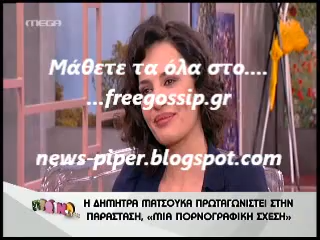 MEGA
Μάθετε τα όλα στο....
...freegossip.gr
news-piper.blogspot.com
Η ΔΗΜΗΤΡΑ ΜΑΤΣΟΥΚΑ ΠΡΩΤΑΓΩΝΙΣΤΕΙ ΣΤΗΝ
ΠΑΡΑΣΤΑΣΗ, «ΜΙΑ ΠΟΡΝΟΓΡΑΦΙΚΗ ΣΧΕΣΗ»